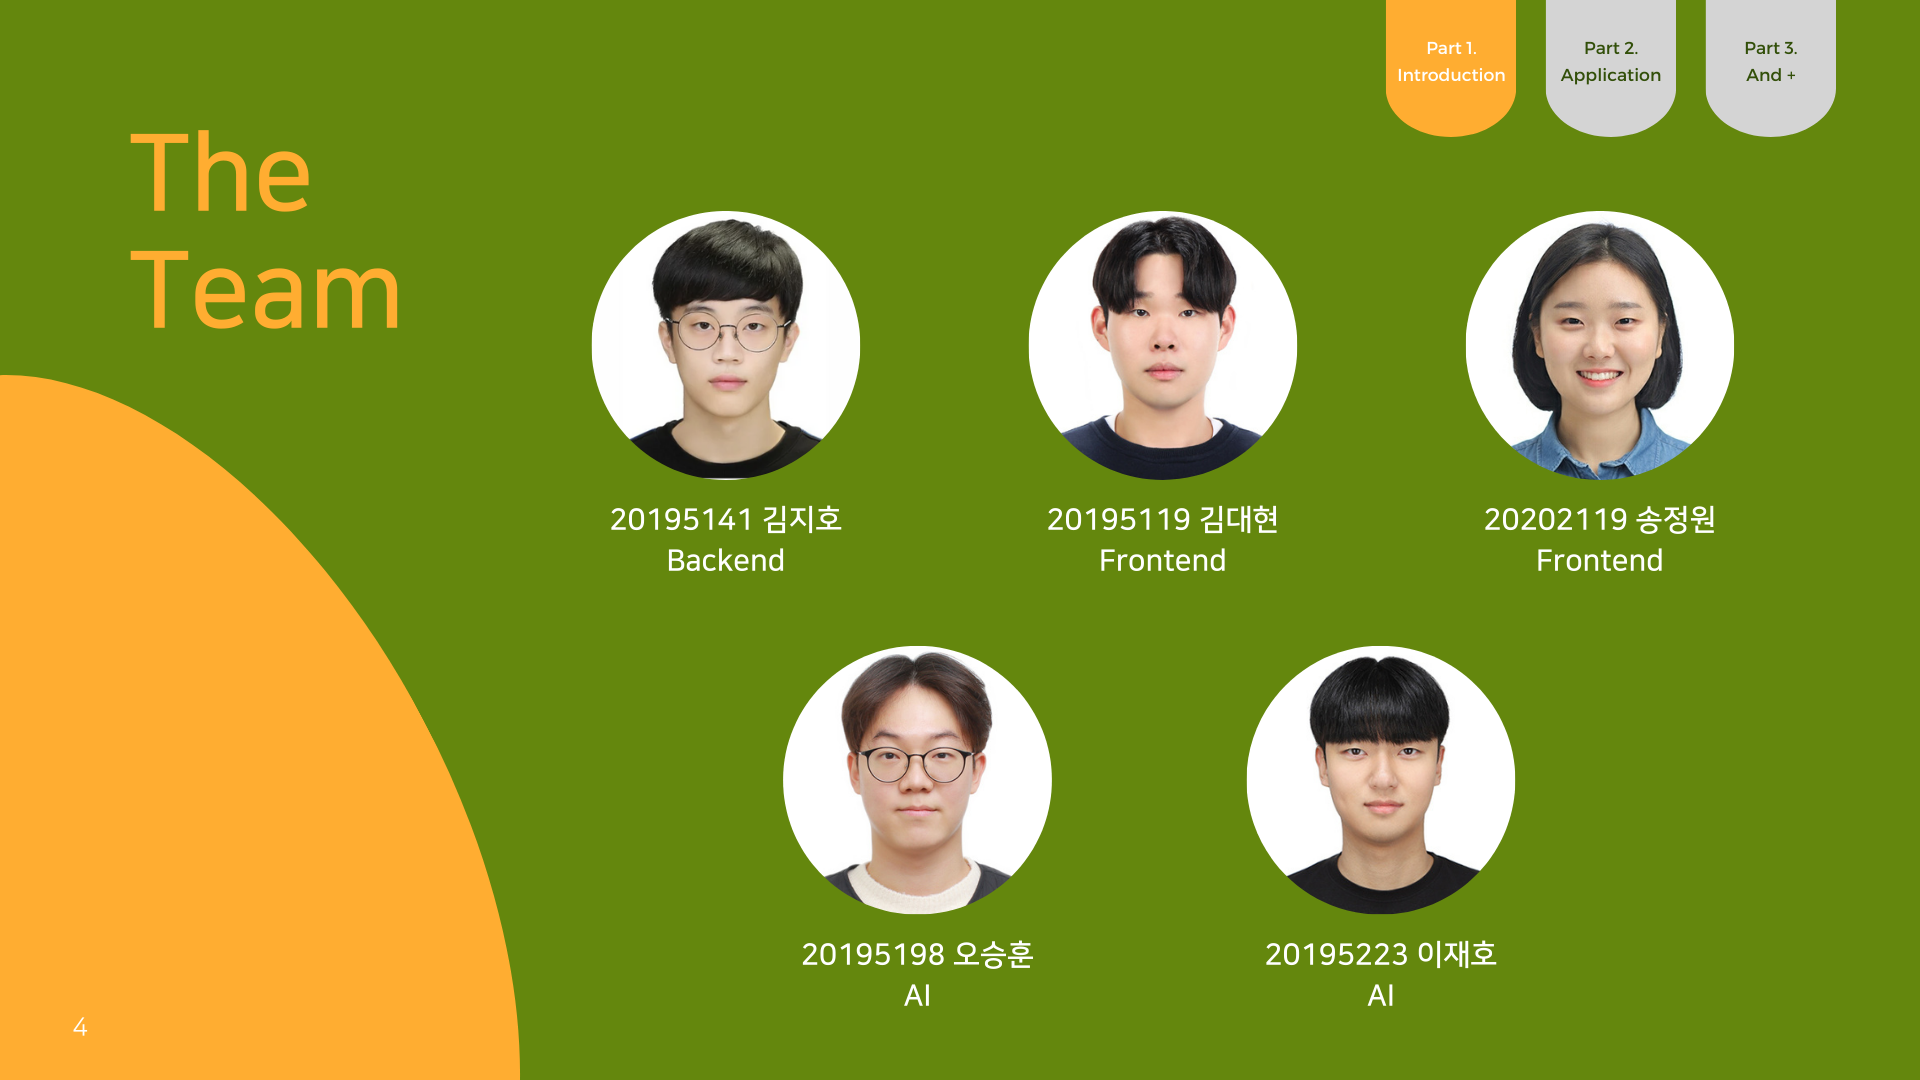 Part 1.
Introduction
Part 2.
Application
Part 3.
And +
The
Team
20195141 김지호
Backend
20195119 김대현
Frontend
20202119 송정원
Frontend
20195198 오승훈
AI
20195223 이재호
AI
4